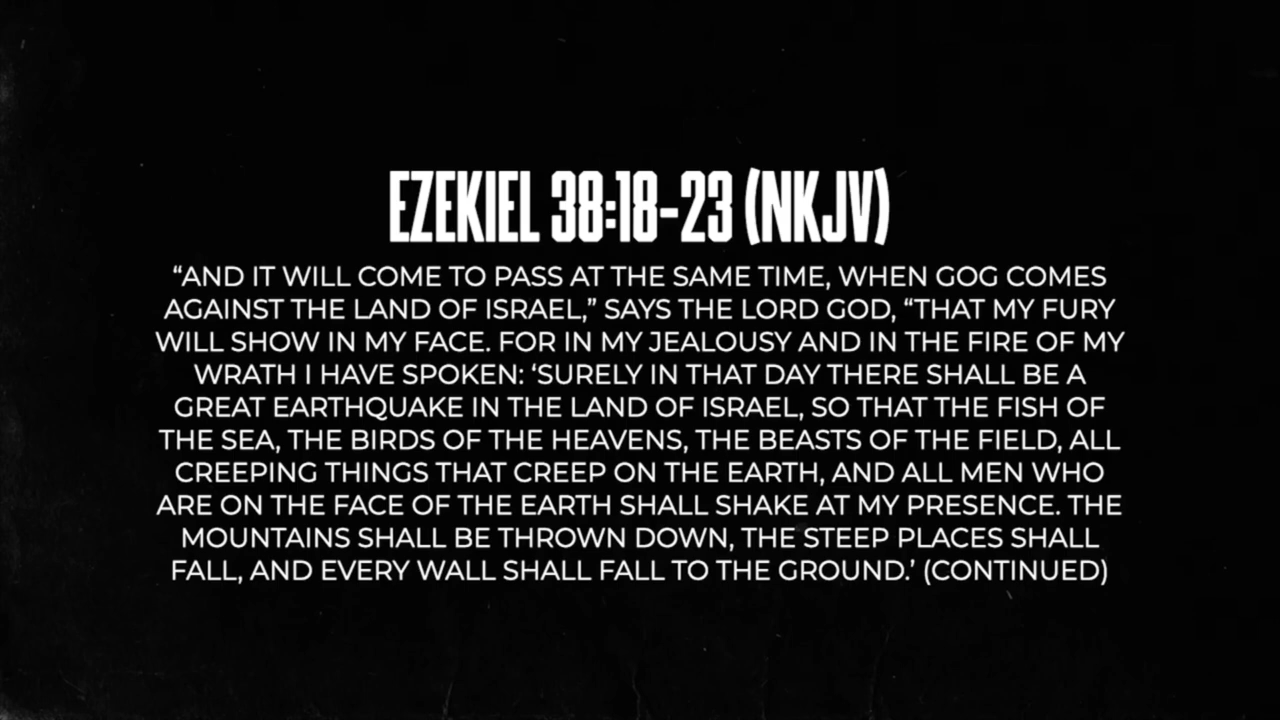 EZEKIEL 38:18-23 (NKJV)
“AND IT WILL COME TO PASS AT THE SAME TIME, WHEN GOG COMES
AGAINST THE LAND OF ISRAEL,” SAYS THE LORD GOD, “THAT MY FURY
WILL SHOW IN MY FACE. FOR IN MY JEALOUSY AND IN THE FIRE OF MY
WRATH I HAVE SPOKEN: ‘SURELY IN THAT DAY THERE SHALL BE A
GREAT EARTHQUAKE IN THE LAND OF ISRAEL, SO THAT THE FISH OF
THE SEA, THE BIRDS OF THE HEAVENS, THE BEASTS OF THE FIELD, ALL
CREEPING THINGS THAT CREEP ON THE EARTH, AND ALL MEN WHO
ARE ON THE FACE OF THE EARTH SHALL SHAKE AT MY PRESENCE. THE
MOUNTAINS SHALL BE THROWN DOWN, THE STEEP PLACES SHALL
FALL, AND EVERY WALL SHALL FALL TO THE GROUND.’ (CONTINUED)